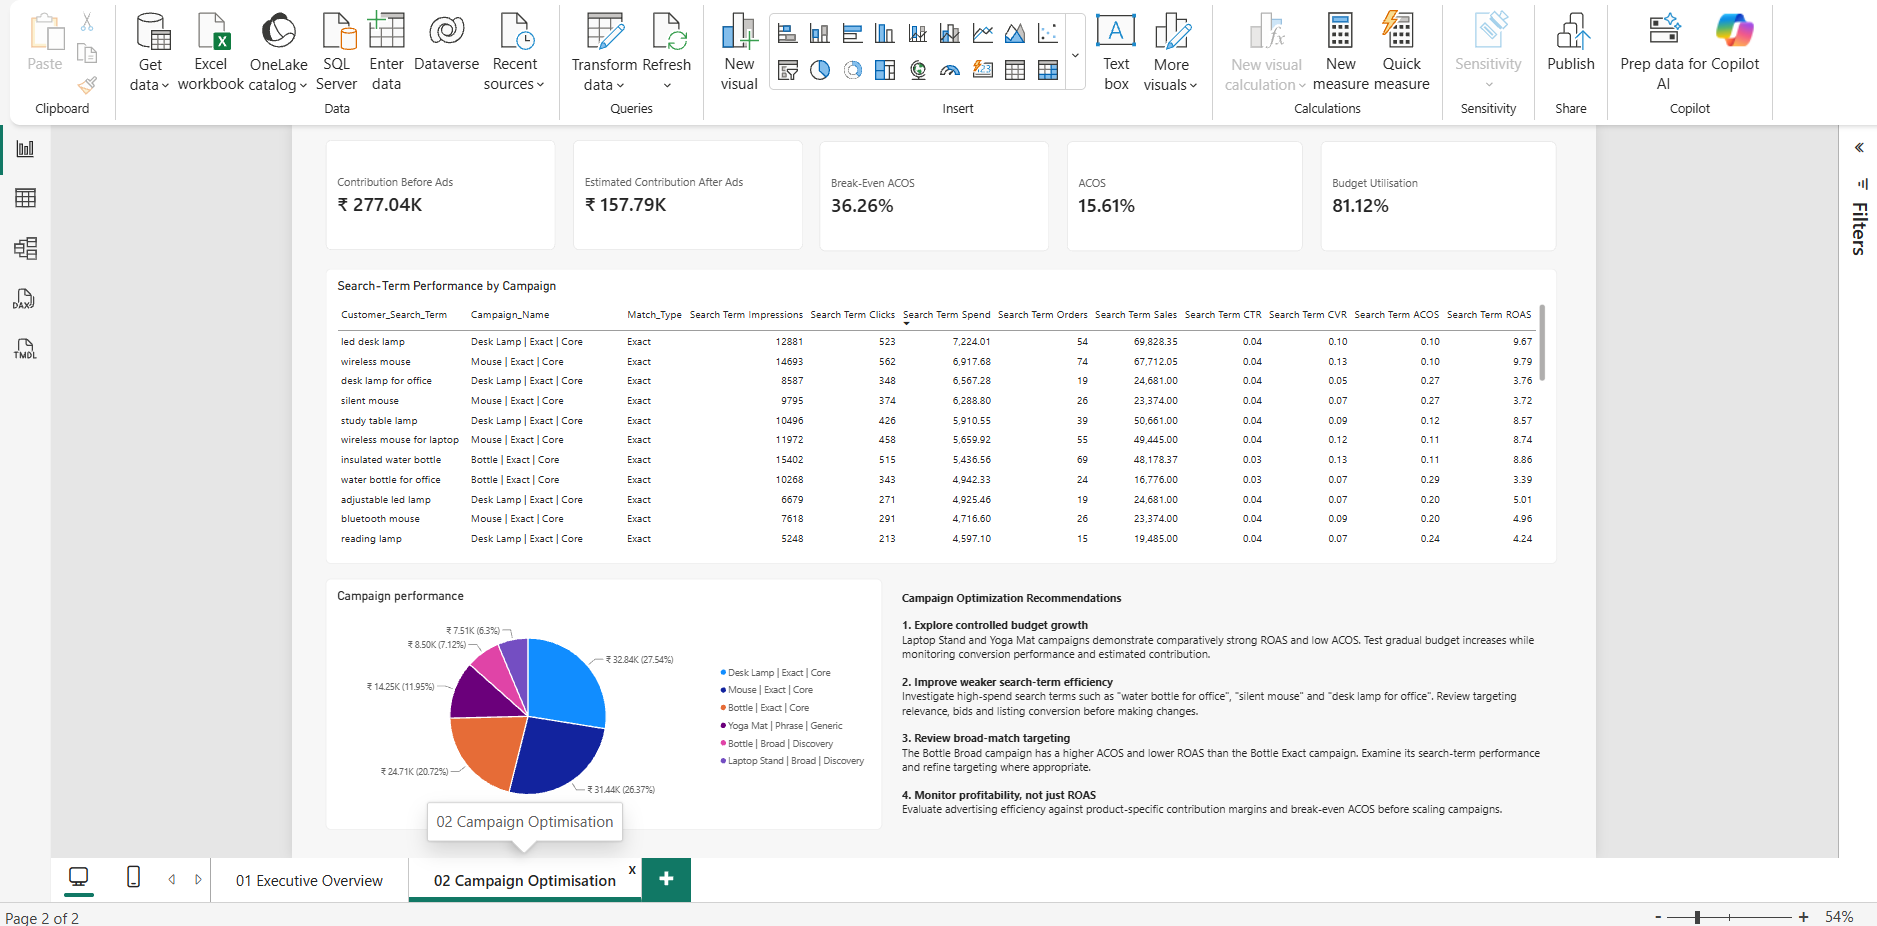 Paste
Clipboard
Get data
Excel workbook
OneLake catalog
SQL Server
Enter data
Dataverse
Recent sources
Data
Transform data
Refresh
Queries
New visual
A
Text box
More visuals
Insert
fx
New visual calculation
New measure
Quick measure
Calculations
Sensitivity
Sensitivity
Publish
Share
Prep data for AI
Copilot
Copilot
DAX
TMDL
Filters
Contribution Before Ads
₹ 277.04K
Estimated Contribution After Ads
₹ 157.79K
Break-Even ACOS
36.26%
ACOS
15.61%
Budget Utilisation
81.12%
Search-Term Performance by Campaign
Customer_Search_Term Campaign_Name Match_Type Search Term Impressions Search Term Clicks Search Term Spend Search Term Orders Search Term Sales Search Term CTR Search Term CVR Search Term ACOS Search Term ROAS
led desk lamp Desk Lamp | Exact | Core Exact 12881 523 7,224.01 54 69,828.35 0.04 0.10 0.10 9.67
wireless mouse Mouse | Exact | Core Exact 14693 562 6,917.68 74 67,712.05 0.04 0.13 0.10 9.79
desk lamp for office Desk Lamp | Exact | Core Exact 8587 348 6,567.28 19 24,681.00 0.04 0.05 0.27 3.76
silent mouse Mouse | Exact | Core Exact 9795 374 6,288.80 26 23,374.00 0.04 0.07 0.27 3.72
study table lamp Desk Lamp | Exact | Core Exact 10496 426 5,910.55 39 50,661.00 0.04 0.09 0.12 8.57
wireless mouse for laptop Mouse | Exact | Core Exact 11972 458 5,659.92 55 49,445.00 0.04 0.12 0.11 8.74
insulated water bottle Bottle | Exact | Core Exact 15402 515 5,436.56 69 48,178.37 0.03 0.13 0.11 8.86
water bottle for office Bottle | Exact | Core Exact 10268 343 4,942.33 24 16,776.00 0.03 0.07 0.29 3.39
adjustable led lamp Desk Lamp | Exact | Core Exact 6679 271 4,925.46 19 24,681.00 0.04 0.07 0.20 5.01
bluetooth mouse Mouse | Exact | Core Exact 7618 291 4,716.60 26 23,374.00 0.04 0.09 0.20 4.96
reading lamp Desk Lamp | Exact | Core Exact 5248 213 4,597.10 15 19,485.00 0.04 0.07 0.24 4.24
Campaign performance
₹ 7.51K (6.3%)
₹ 8.50K (7.12%)
₹ 14.25K (11.95%)
₹ 24.71K (20.72%)
₹ 32.84K (27.54%)
₹ 31.44K (26.37%)
Desk Lamp | Exact | Core
Mouse | Exact | Core
Bottle | Exact | Core
Yoga Mat | Phrase | Generic
Bottle | Broad | Discovery
Laptop Stand | Broad | Discovery
Campaign Optimization Recommendations
1. Explore controlled budget growth
Laptop Stand and Yoga Mat campaigns demonstrate comparatively strong ROAS and low ACOS. Test gradual budget increases while
monitoring conversion performance and estimated contribution.
2. Improve weaker search-term efficiency
Investigate high-spend search terms such as "water bottle for office", "silent mouse" and "desk lamp for office". Review targeting
relevance, bids and listing conversion before making changes.
3. Review broad-match targeting
The Bottle Broad campaign has a higher ACOS and lower ROAS than the Bottle Exact campaign. Examine its search-term performance
and refine targeting where appropriate.
4. Monitor profitability, not just ROAS
Evaluate advertising efficiency against product-specific contribution margins and break-even ACOS before scaling campaigns.
02 Campaign Optimisation
01 Executive Overview
02 Campaign Optimisation
x
Page 2 of 2
54%